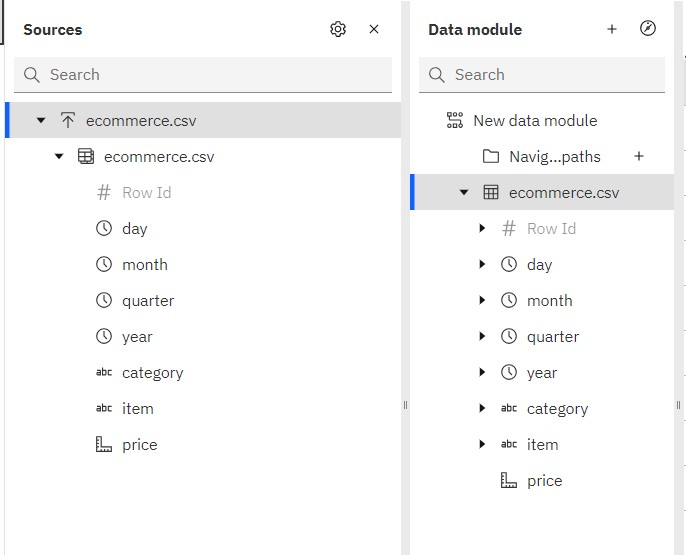 Sources
Search
ecommerce.csv
ecommerce.csv
# Row Id
day
month
quarter
year
abc category
abc item
price
Data module
Search
New data module
Navig...paths
ecommerce.csv
# Row Id
day
month
quarter
year
abc category
abc item
price